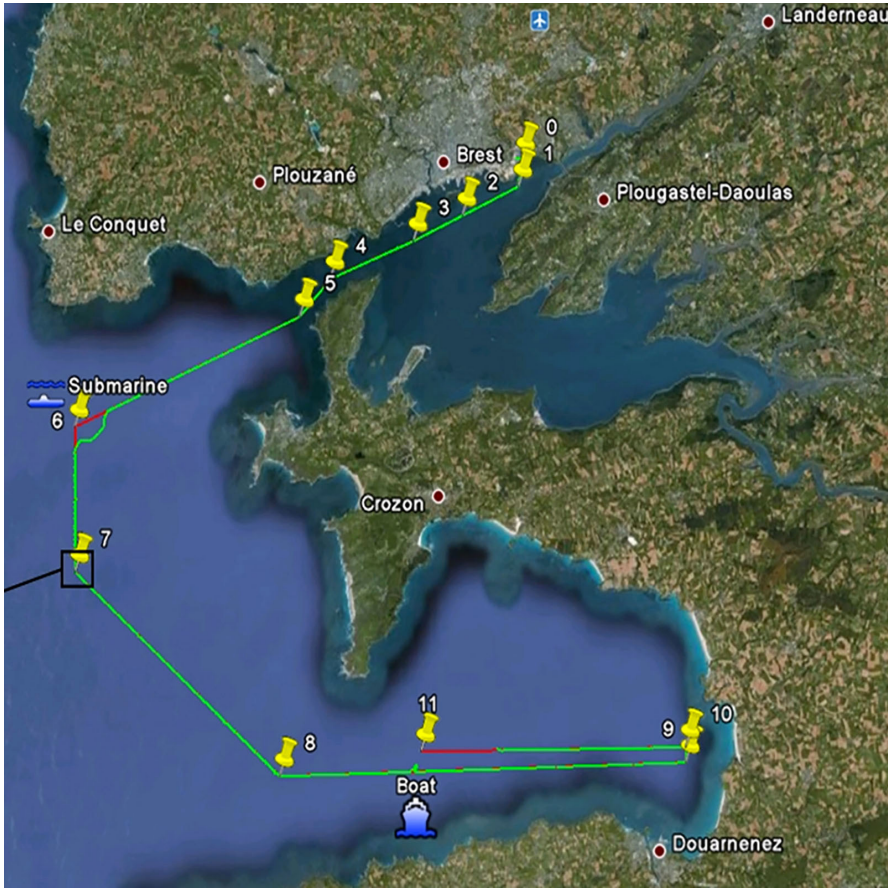 Landerneau
0
Brest
1
Plouzané
2
Plougastel-Daoulas
3
Le Conquet
4
5
Submarine
6
Crozon
7
11
10
9
8
Boat
Douarnenez